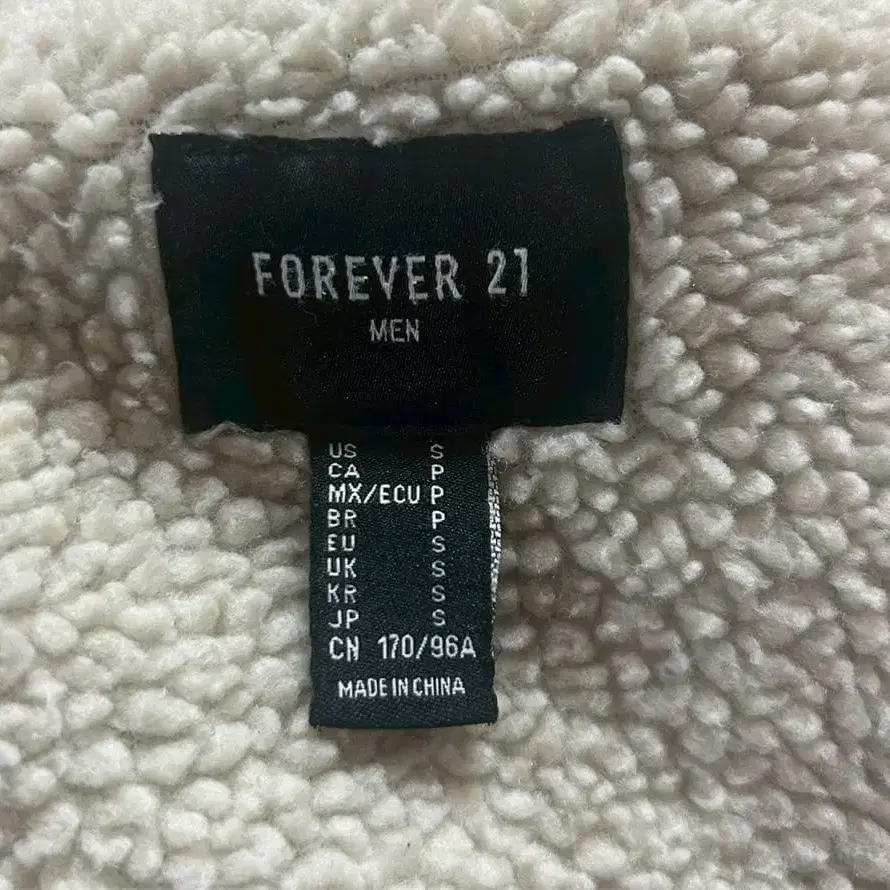 FOREVER 21
MEN
US S
CA P
MX/ECU P
BR P
EU S
UK S
KR S
JP S
CN 170/96A
MADE IN CHINA